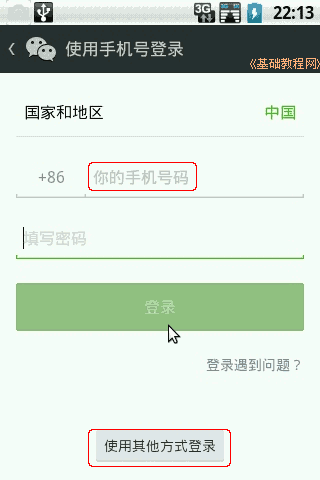 3G 22:13
使用手机号登录
《基础教程网》
国家和地区 中国
+86 你的手机号码
填写密码
登录
登录遇到问题？
使用其他方式登录